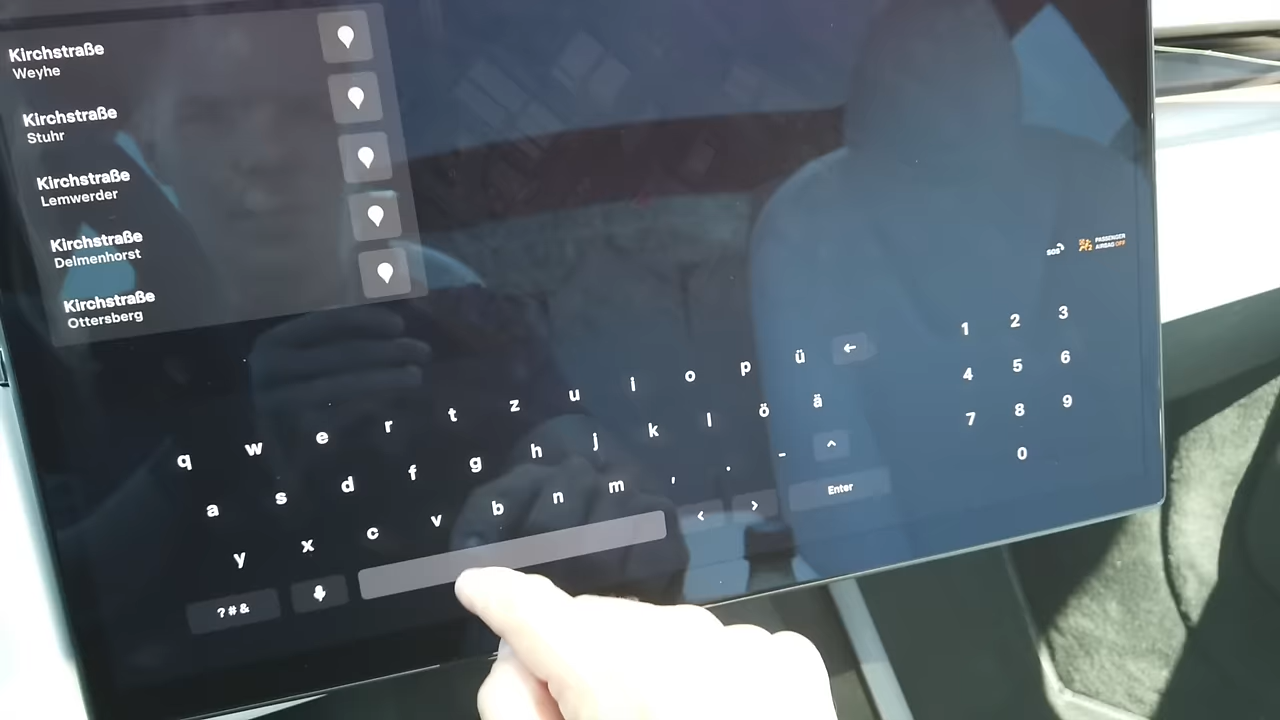 Kirchstraße
Weyhe
Kirchstraße
Stuhr
Kirchstraße
Lemwerder
Kirchstraße
Delmenhorst
Kirchstraße
Ottersberg
SOS
PASSENGER
AIRBAG OFF
q w e r t z u i o p ü ←
a s d f g h j k l ö ä
y x c v b n m , . - ^
?#& < > Enter
1 2 3
4 5 6
7 8 9
0